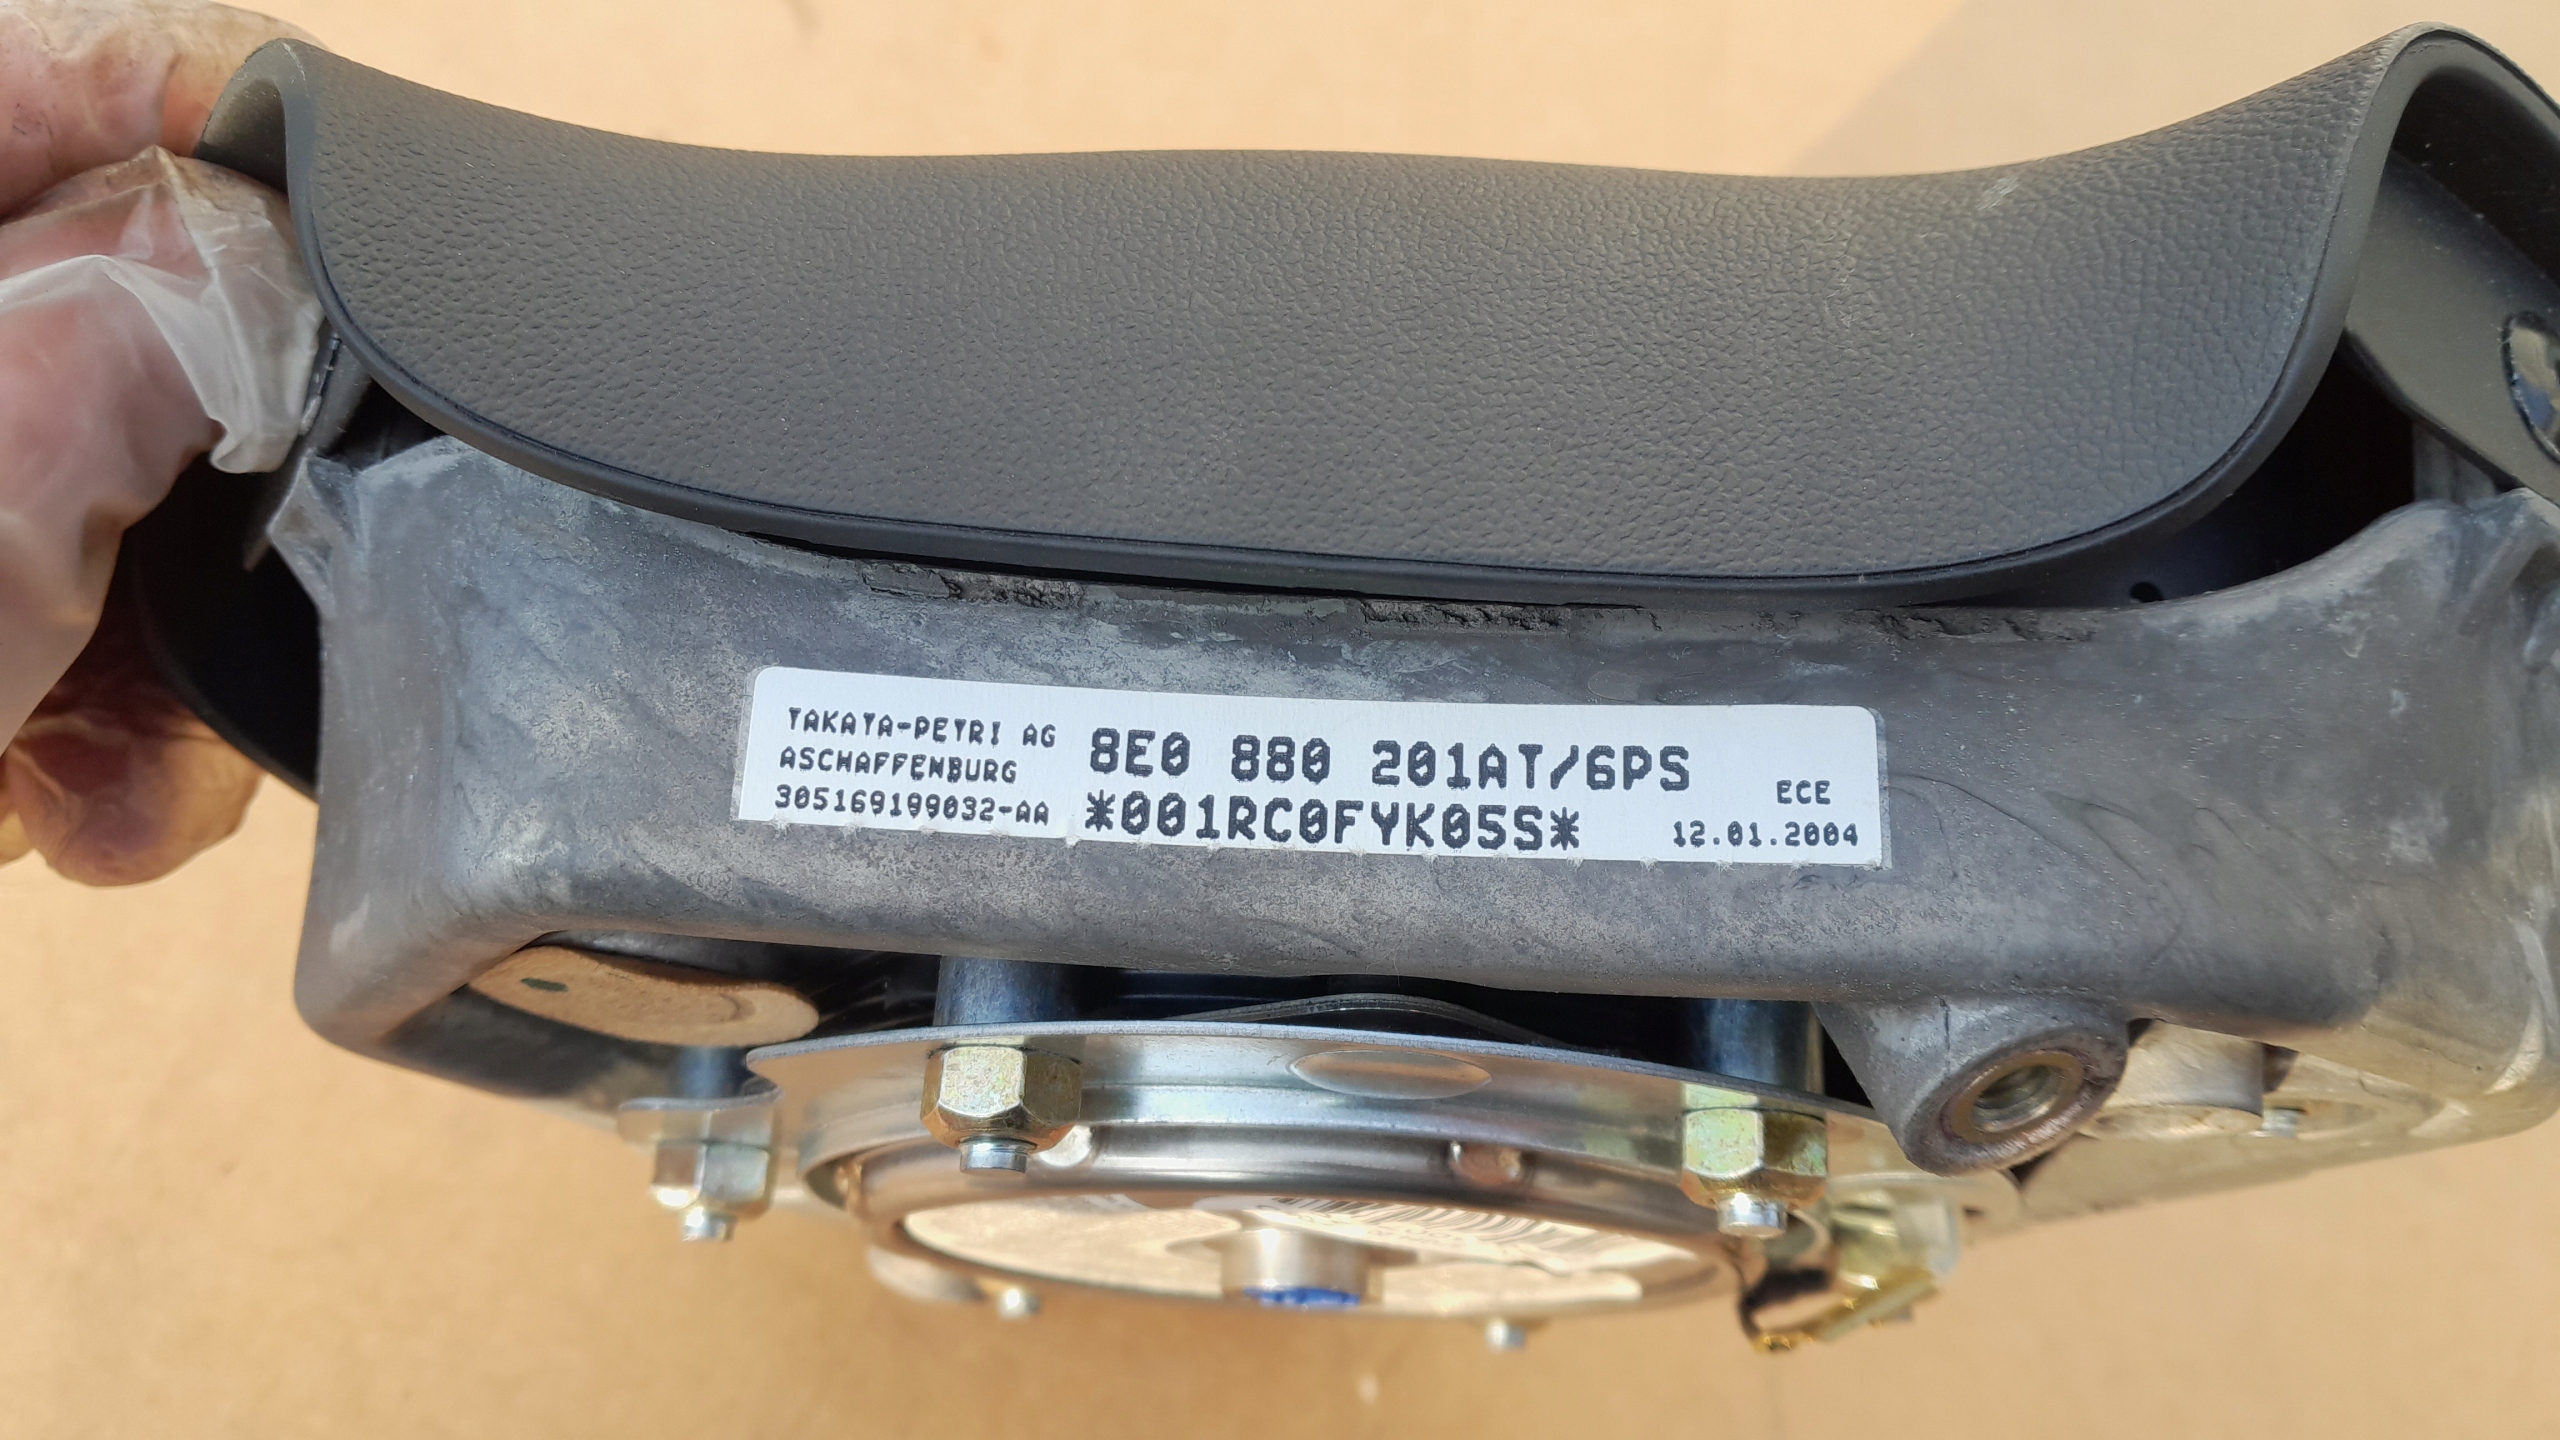 TAKATA-PETRI AG
ASCHAFFENBURG
305169199032-AA
8E0 880 201AT/6PS
*001RC0FYK05S*
ECE
12.01.2004